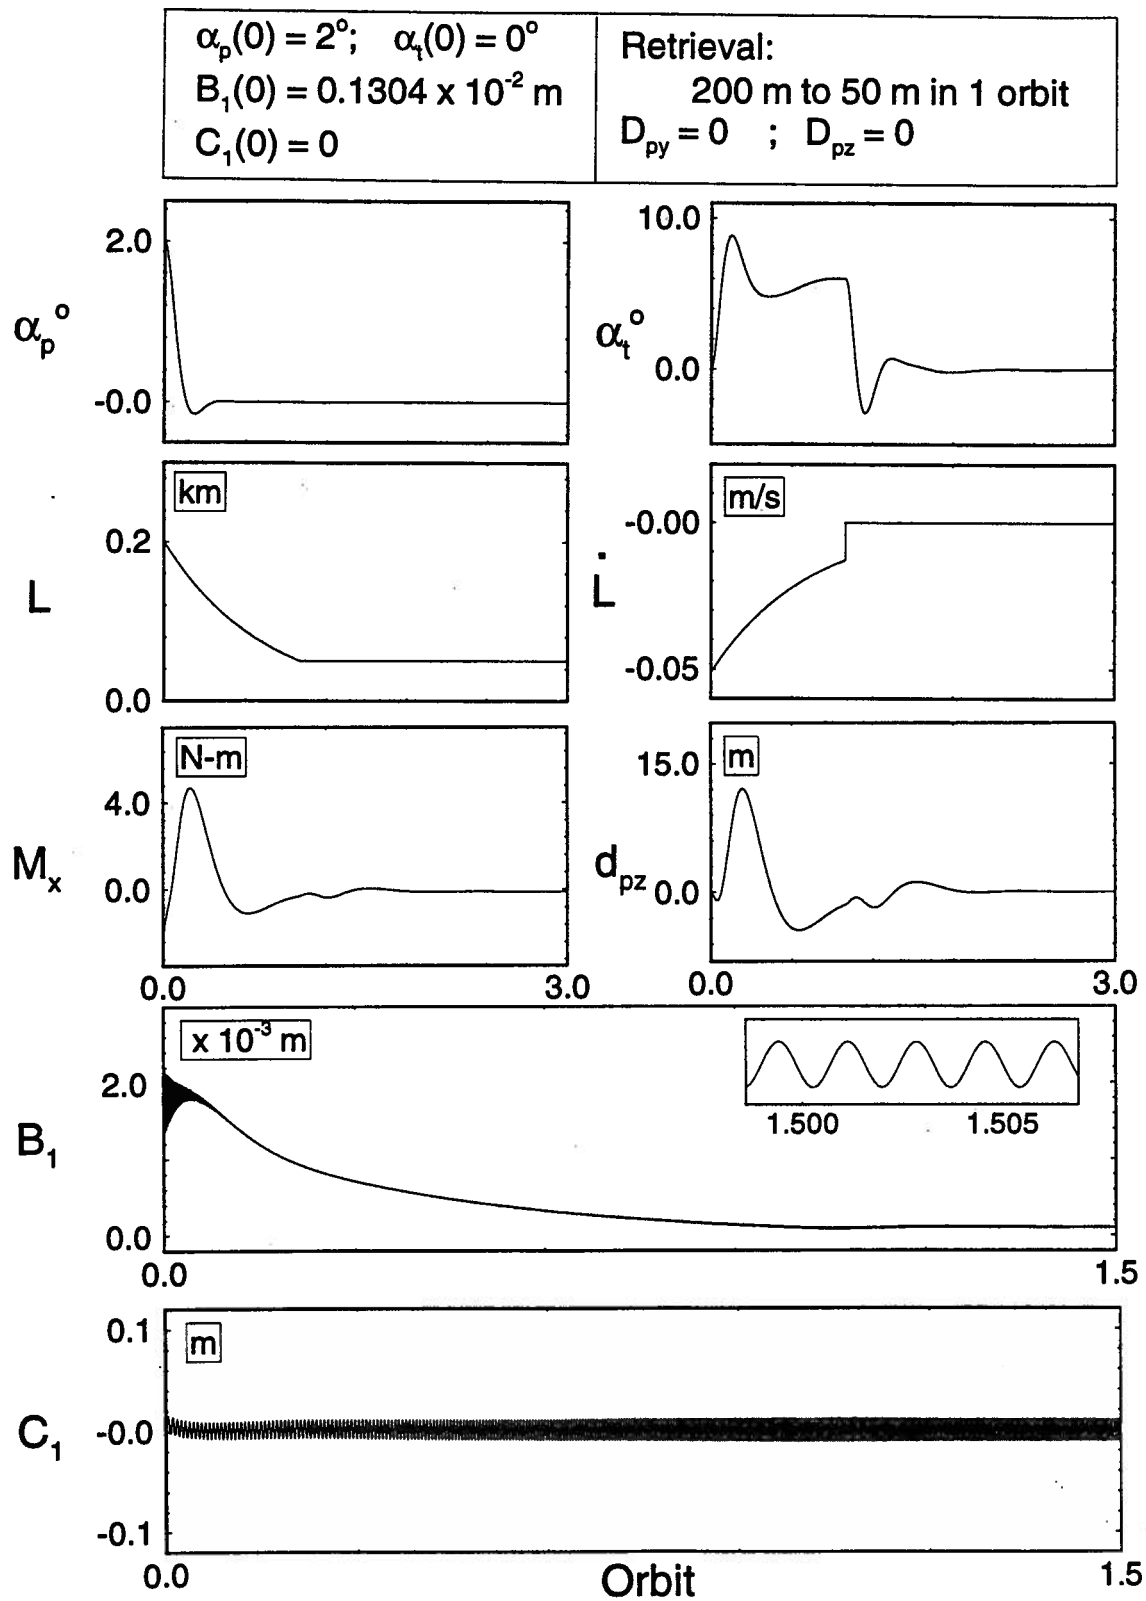 αp(0) = 2°; αt(0) = 0°
B1(0) = 0.1304 x 10-2 m
C1(0) = 0
Retrieval:
200 m to 50 m in 1 orbit
Dpy = 0 ; Dpz = 0
2.0
αp°
-0.0
10.0
αt°
0.0
km
0.2
L
0.0
m/s
-0.00
L̇
-0.05
N-m
4.0
Mx
0.0
0.0
3.0
m
15.0
dpz
0.0
0.0
3.0
x 10-3 m
2.0
B1
0.0
0.0
1.5
1.500
1.505
0.1
m
C1
-0.0
-0.1
0.0
Orbit
1.5